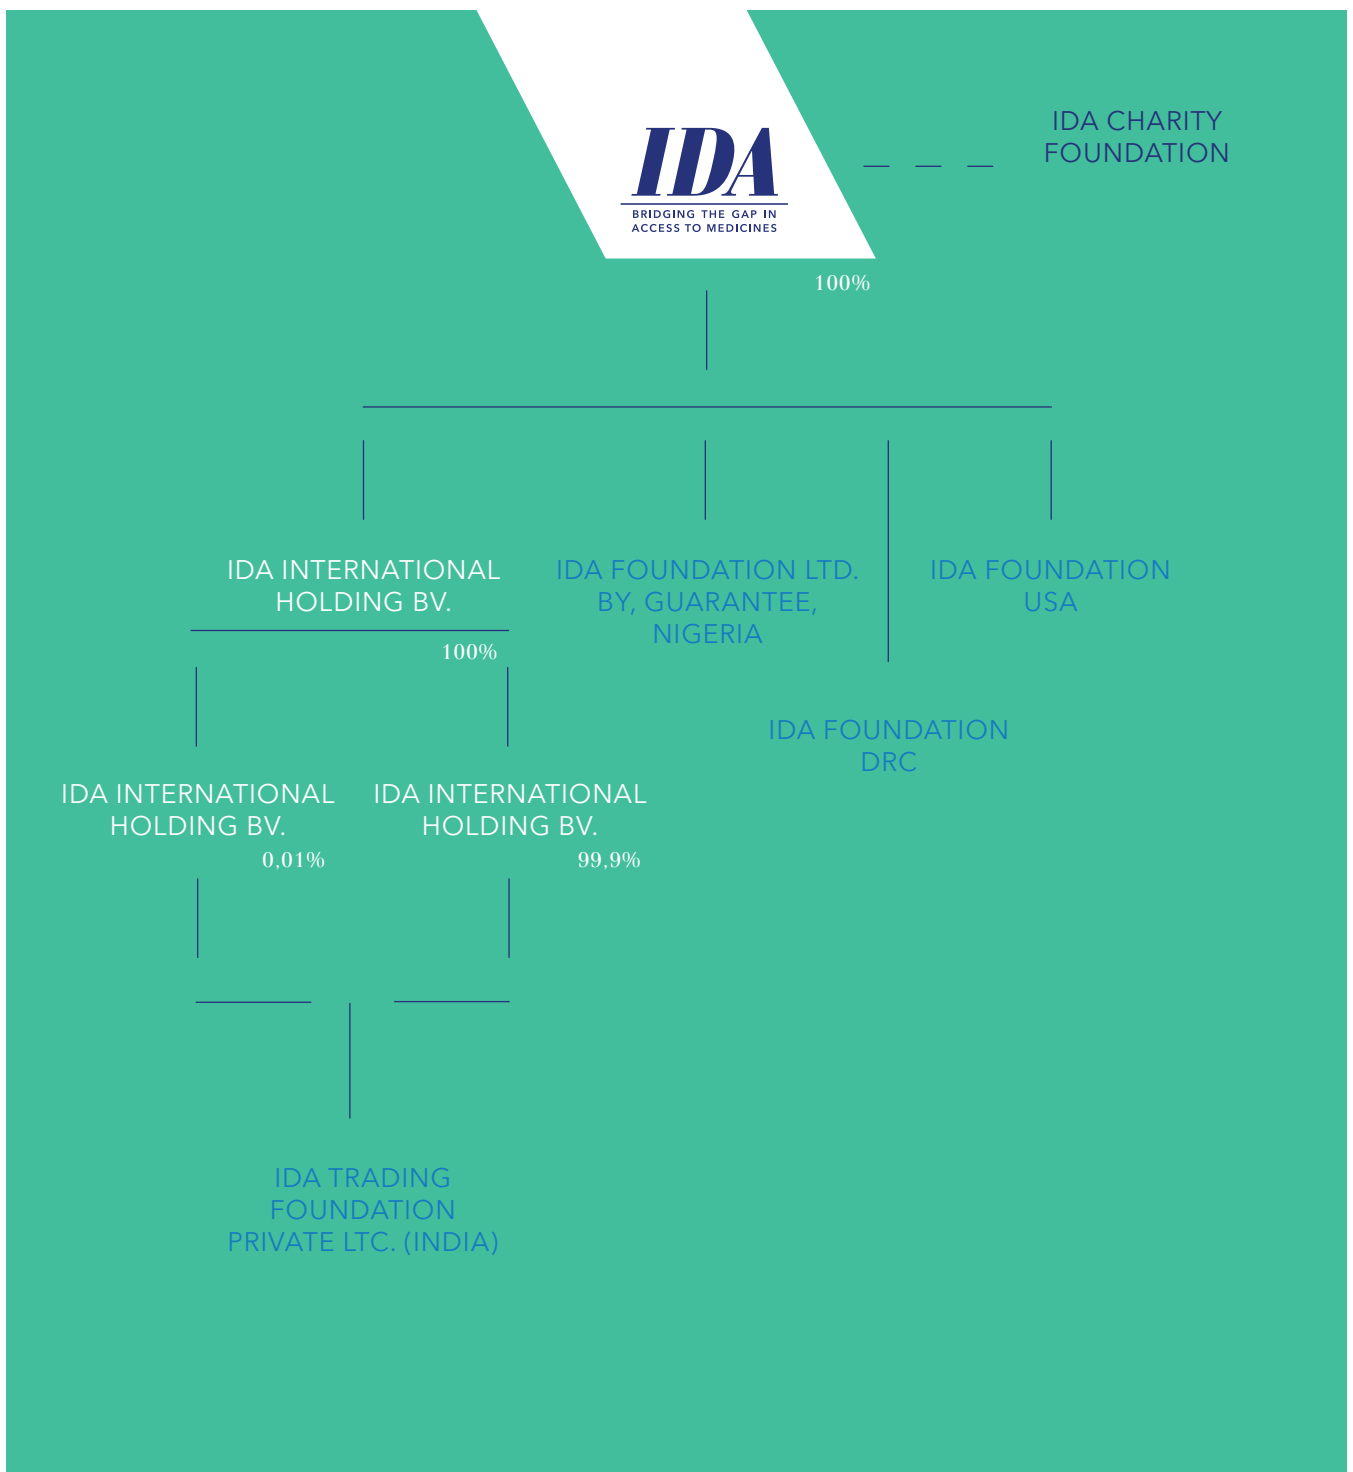 IDA
BRIDGING THE GAP IN
ACCESS TO MEDICINES
IDA CHARITY
FOUNDATION
100%
IDA INTERNATIONAL
HOLDING BV.
100%
IDA FOUNDATION LTD.
BY, GUARANTEE,
NIGERIA
IDA FOUNDATION
USA
IDA FOUNDATION
DRC
IDA INTERNATIONAL
HOLDING BV.
0,01%
IDA INTERNATIONAL
HOLDING BV.
99,9%
IDA TRADING
FOUNDATION
PRIVATE LTC. (INDIA)